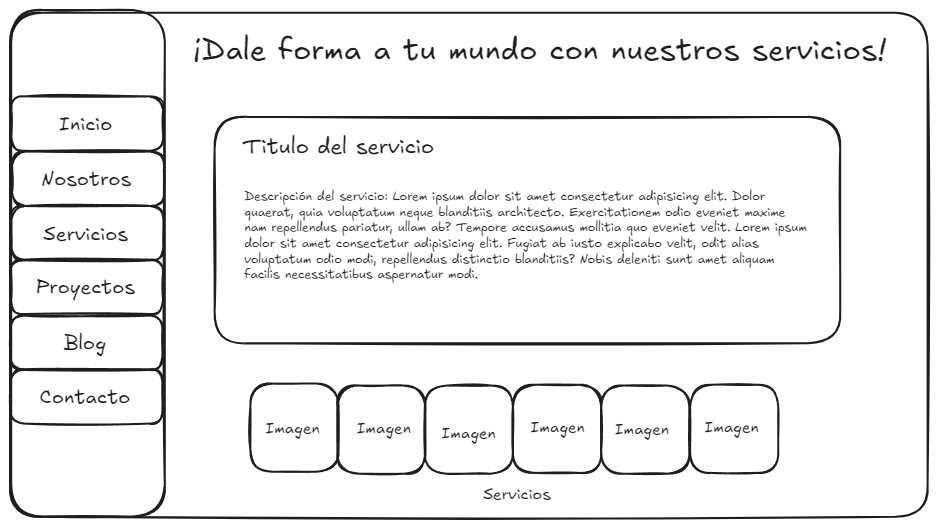 ¡Dale forma a tu mundo con nuestros servicios!
Inicio
Nosotros
Servicios
Proyectos
Blog
Contacto
Titulo del servicio
Descripción del servicio: Lorem ipsum dolor sit amet consectetur adipisicing elit. Dolor
quaerat, quia voluptatum neque blanditiis architecto. Exercitationem odio eveniet maxime
nam repellendus pariatur, ullam ab? Tempore accusamus mollitia quo eveniet velit. Lorem ipsum
dolor sit amet consectetur adipisicing elit. Fugiat ab iusto explicabo velit, odit alias
voluptatum odio modi, repellendus distinctio blanditiis? Nobis deleniti sunt amet aliquam
facilis necessitatibus aspernatur modi.
Imagen
Imagen
Imagen
Imagen
Imagen
Imagen
Servicios